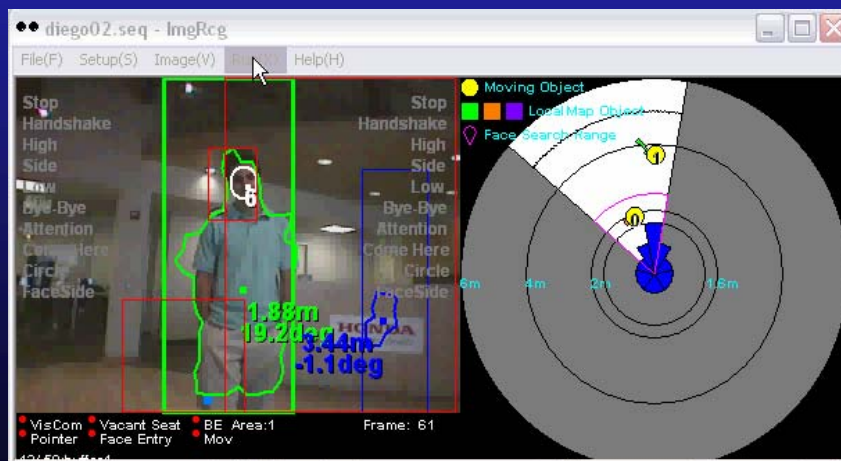 diego02.seq - ImgRcg
File(F) Setup(S) Image(V) Help(H)
Stop
Handshake
High
Side
Low
Bye-Bye
Attention
Come Here
Circle
FaceSide
Stop
Handshake
High
Side
Low
Bye-Bye
Attention
Come Here
Circle
FaceSide
6
1.88m
19.2deg
HONDA
3.44m
-1.1deg
VisCom Vacant Seat BE Area:1 Frame: 61
Pointer Face Entry Mov
Moving Object
Local Map Object
Face Search Range
1
0
6m 4m 2m 1.6m